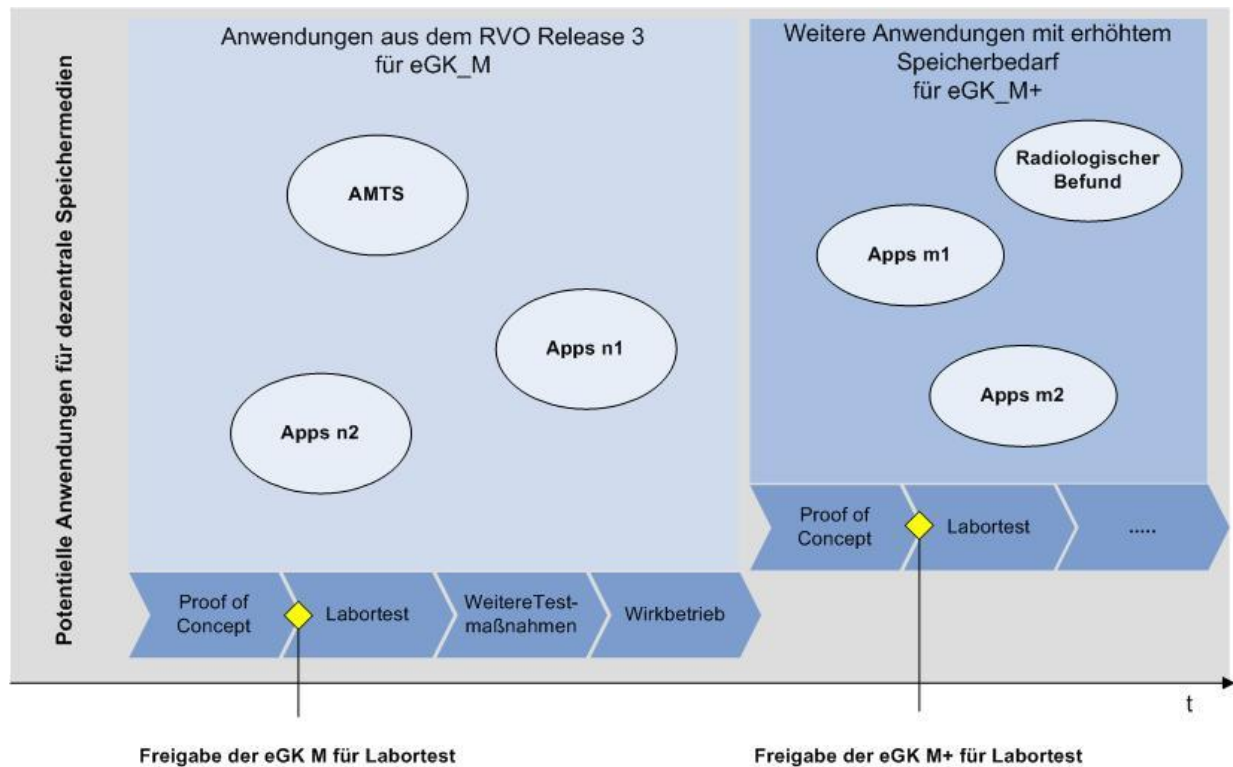 Potentielle Anwendungen für dezentrale Speichermedien
Anwendungen aus dem RVO Release 3
für eGK_M
AMTS
Apps n1
Apps n2
Proof of
Concept
Labortest
WeitereTest-
maßnahmen
Wirkbetrieb
Weitere Anwendungen mit erhöhtem
Speicherbedarf
für eGK_M+
Radiologischer
Befund
Apps m1
Apps m2
Proof of
Concept
Labortest
.....
t
Freigabe der eGK M für Labortest
Freigabe der eGK M+ für Labortest